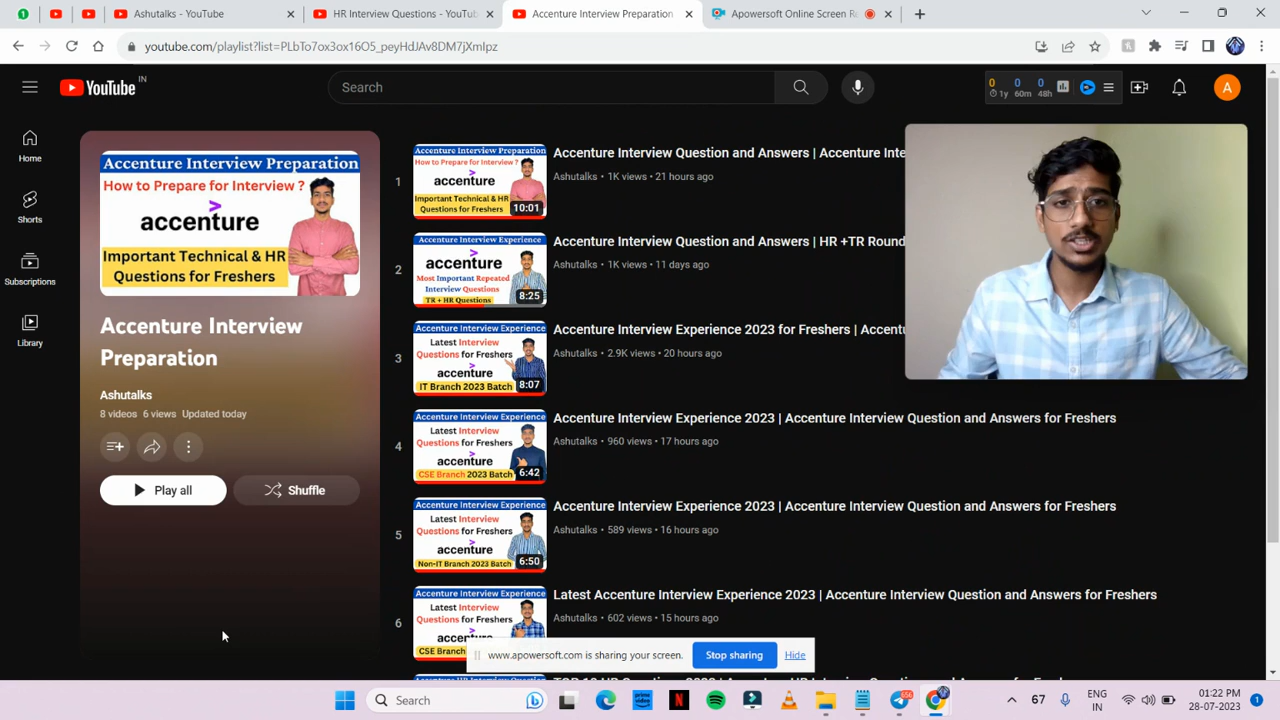 1
Ashutalks - YouTube
HR Interview Questions - YouTub
Accenture Interview Preparation
Apowersoft Online Screen Re
youtube.com/playlist?list=PLbTo7ox3ox16O5_peyHdJAv8DM7jXmIpz
YouTube IN
Search
0 0 0
1y 60m 48h
A
Home
Shorts
Subscriptions
Library
Accenture Interview Preparation
How to Prepare for Interview ?
accenture
Important Technical & HR
Questions for Freshers
Accenture Interview
Preparation
Ashutalks
8 videos 6 views Updated today
Play all
Shuffle
1
Accenture Interview Preparation
How to Prepare for Interview ?
accenture
Important Technical & HR
Questions for Freshers
10:01
Accenture Interview Question and Answers |
Ashutalks • 1K views • 21 hours ago
2
Accenture Interview Experience
accenture
Most Important Repeated
Interview Questions
TR + HR Questions
8:25
Accenture Interview Question and Answers | HR +TR Round
Ashutalks • 1K views • 11 days ago
3
Accenture Interview Experience
Latest Interview
Questions for Freshers
accenture
IT Branch 2023 Batch
8:07
Accenture Interview Experience 2023 for Freshers | Accent
Ashutalks • 2.9K views • 20 hours ago
4
Accenture Interview Experience
Latest Interview
Questions for Freshers
accenture
CSE Branch 2023 Batch
6:42
Accenture Interview Experience 2023 | Accenture Interview Question and Answers for Freshers
Ashutalks • 960 views • 17 hours ago
5
Accenture Interview Experience
Latest Interview
Questions for Freshers
accenture
Non-IT Branch 2023 Batch
6:50
Accenture Interview Experience 2023 | Accenture Interview Question and Answers for Freshers
Ashutalks • 589 views • 16 hours ago
6
Accenture Interview Experience
Latest Interview
Questions for Freshers
accenture
CSE
Latest Accenture Interview Experience 2023 | Accenture Interview Question and Answers for Freshers
Ashutalks • 602 views • 15 hours ago
www.apowersoft.com is sharing your screen.
Stop sharing
Hide
Search
67
ENG
IN
01:22 PM
28-07-2023
1